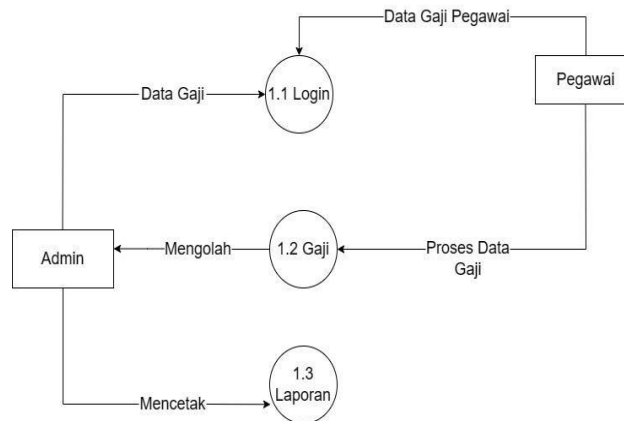 Data Gaji Pegawai
Pegawai
Data Gaji
1.1 Login
Admin
Mengolah
1.2 Gaji
Proses Data
Gaji
1.3
Laporan
Mencetak